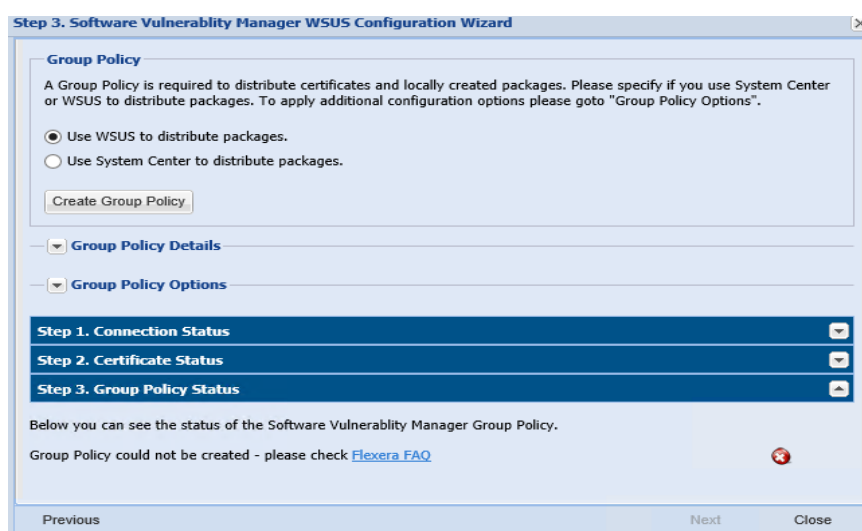 Step 3. Software Vulnerablity Manager WSUS Configuration Wizard
Group Policy
A Group Policy is required to distribute certificates and locally created packages. Please specify if you use System Center
or WSUS to distribute packages. To apply additional configuration options please goto "Group Policy Options".
Use WSUS to distribute packages.
Use System Center to distribute packages.
Create Group Policy
Group Policy Details
Group Policy Options
Step 1. Connection Status
Step 2. Certificate Status
Step 3. Group Policy Status
Below you can see the status of the Software Vulnerablity Manager Group Policy.
Group Policy could not be created - please check Flexera FAQ
Previous Next Close